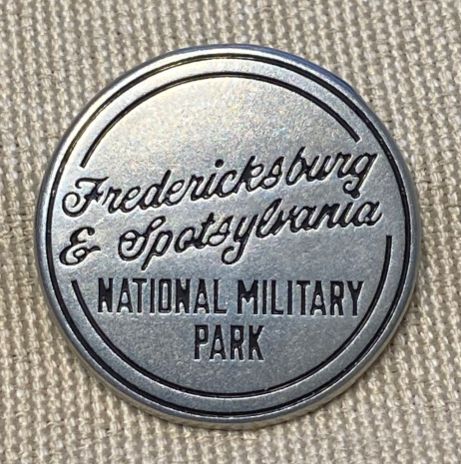 Fredericksburg
& Spotsylvania
NATIONAL MILITARY
PARK